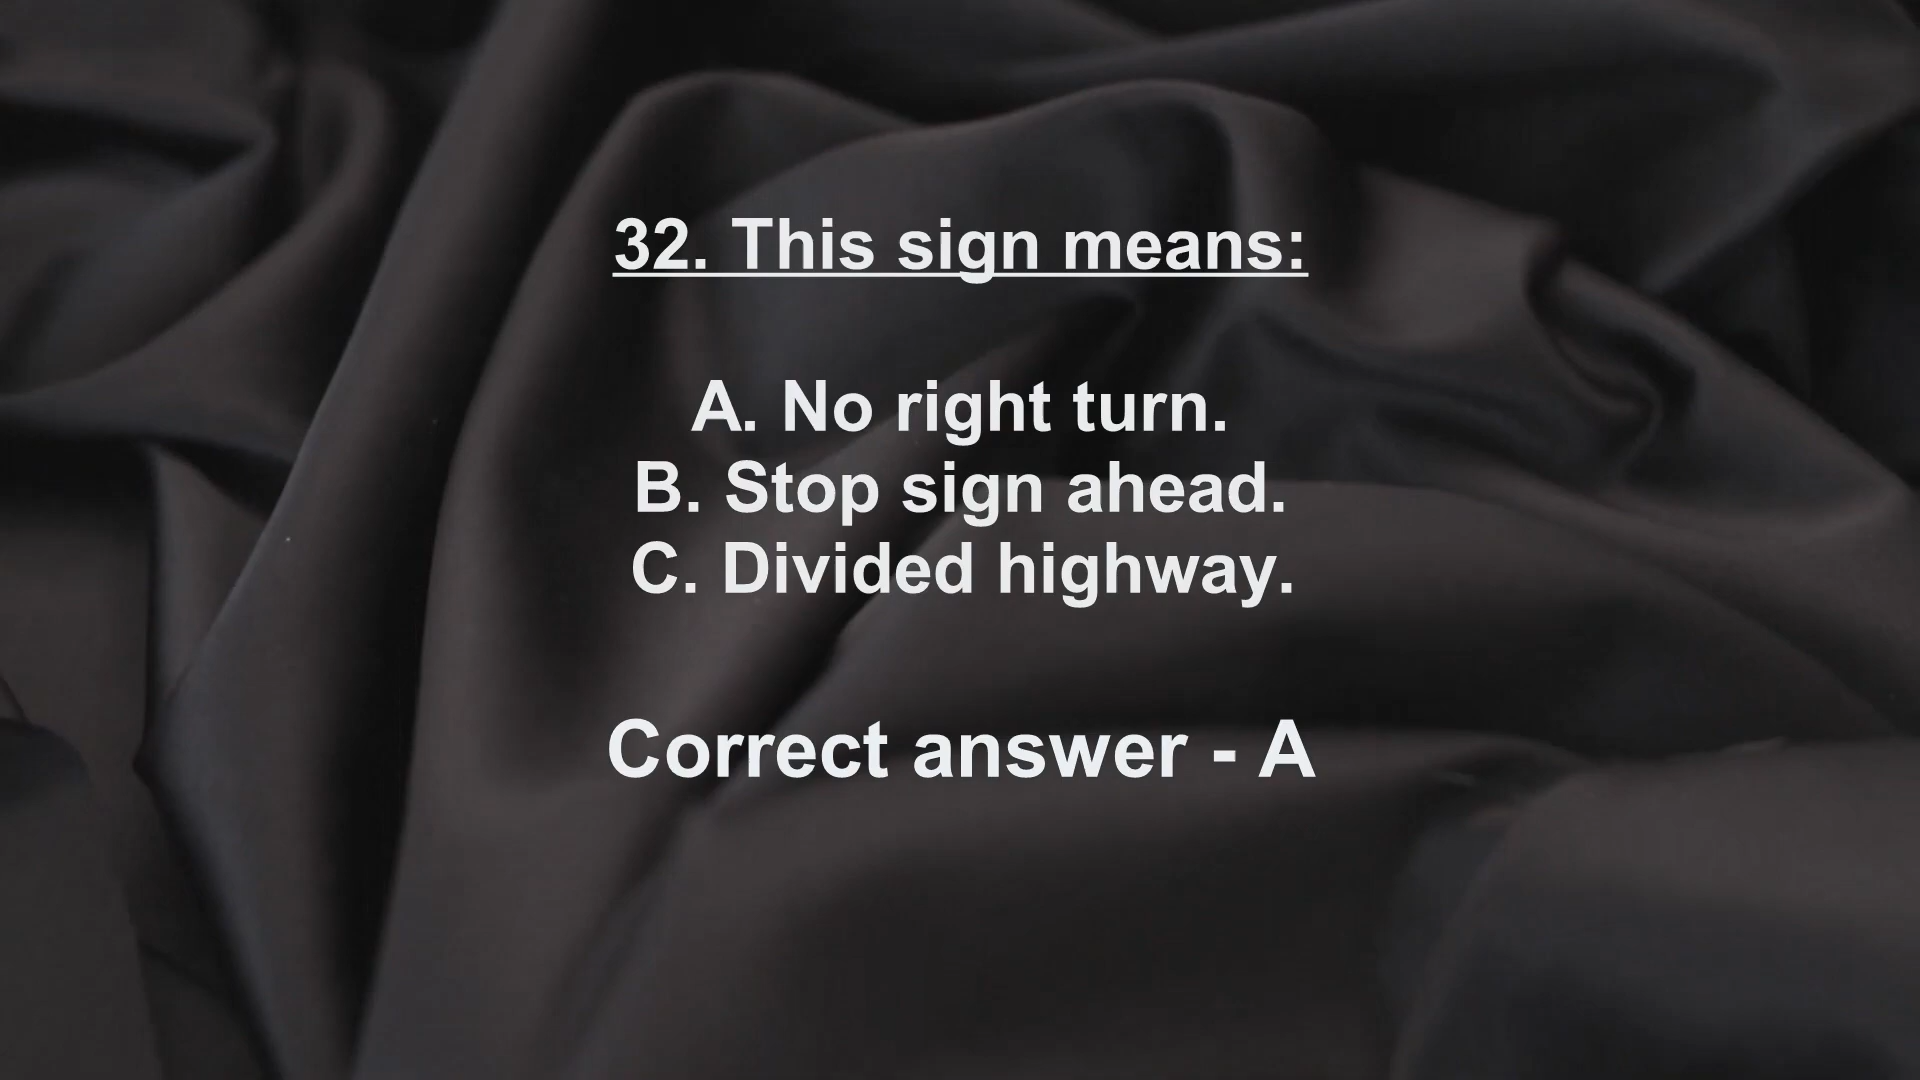 32. This sign means:
A. No right turn.
B. Stop sign ahead.
C. Divided highway.
Correct answer - A